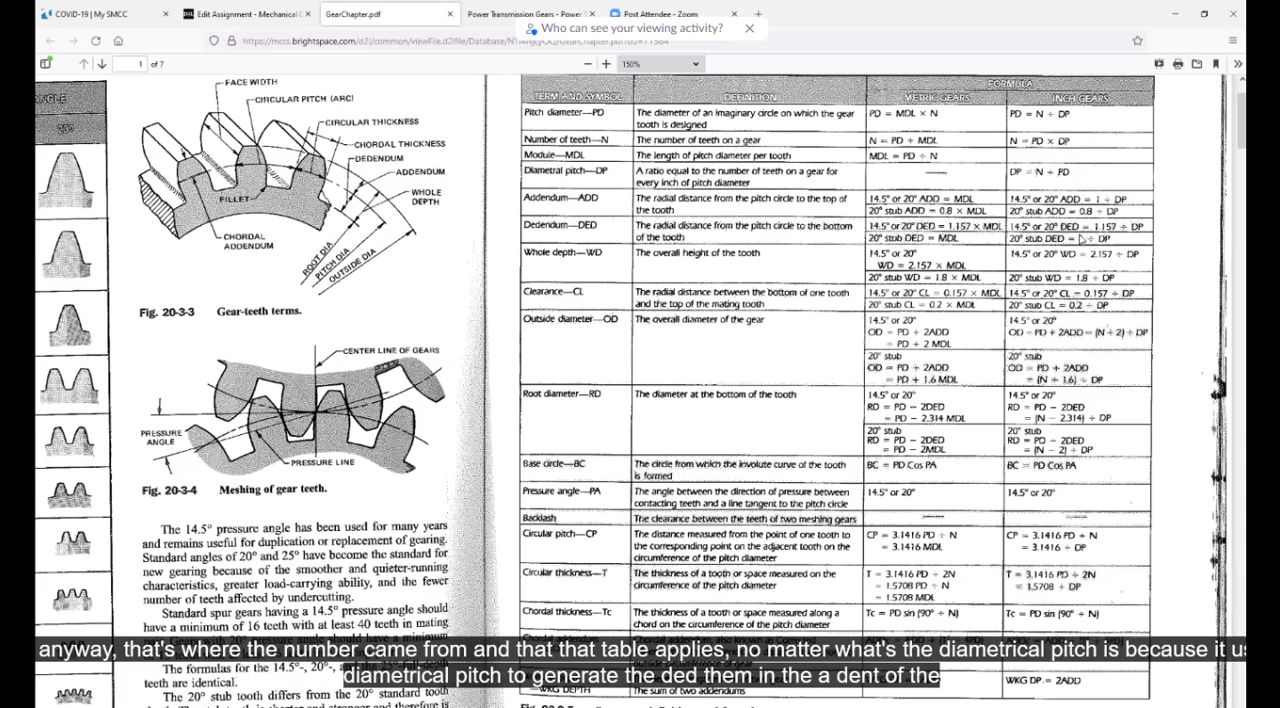 COVID-19 | My SMCC
Edit Assignment - Mechanical
GearChapter.pdf
Power Transmission Gears - Power
Post Attendee - Zoom
Who can see your viewing activity?
1 of 7
150%
ANGLE
20°
FACE WIDTH
CIRCULAR PITCH (ARC)
CIRCULAR THICKNESS
CHORDAL THICKNESS
DEDENDUM
ADDENDUM
WHOLE
DEPTH
FILLET
CHORDAL
ADDENDUM
ROOT DIA
PITCH DIA
OUTSIDE DIA
Fig. 20-3-3 Gear-teeth terms.
CENTER LINE OF GEARS
PRESSURE
ANGLE
PRESSURE LINE
Fig. 20-3-4 Meshing of gear teeth.
The 14.5° pressure angle has been used for many years
and remains useful for duplication or replacement of gearing.
Standard angles of 20° and 25° have become the standard for
new gearing because of the smoother and quieter-running
characteristics, greater load-carrying ability, and the fewer
number of teeth affected by undercutting.
Standard spur gears having a 14.5° pressure angle should
have a minimum of 16 teeth with at least 40 teeth in mating
The formulas for the 14.5°-, 20°-, and the 25°-full-depth
teeth are identical.
The 20° stub tooth differs from the 20° standard tooth
FORMULA
TERM AND SYMBOL DEFINITION METRIC GEARS INCH GEARS
Pitch diameter—PD The diameter of an imaginary circle on which the gear PD = MDL × N PD = N ÷ DP
tooth is designed
Number of teeth—N The number of teeth on a gear N = PD ÷ MDL N = PD × DP
Module—MDL The length of pitch diameter per tooth MDL = PD ÷ N
Diametral pitch—DP A ratio equal to the number of teeth on a gear for — DP = N ÷ PD
every inch of pitch diameter
Addendum—ADD The radial distance from the pitch circle to the top of 14.5° or 20° ADD = MDL 14.5° or 20° ADD = 1 ÷ DP
the tooth 20° stub ADD = 0.8 × MDL 20° stub ADD = 0.8 ÷ DP
Dedendum—DED The radial distance from the pitch circle to the bottom 14.5° or 20° DED = 1.157 × MDL 14.5° or 20° DED = 1.157 ÷ DP
of the tooth 20° stub DED = MDL 20° stub DED = ÷ DP
Whole depth—WD The overall height of the tooth 14.5° or 20° 14.5° or 20° WD = 2.157 ÷ DP
WD = 2.157 × MDL
20° stub WD = 1.8 × MDL 20° stub WD = 1.8 ÷ DP
Clearance—CL The radial distance between the bottom of one tooth 14.5° or 20° CL = 0.157 × MDL 14.5° or 20° CL = 0.157 ÷ DP
and the top of the mating tooth 20° stub CL = 0.2 × MDL 20° stub CL = 0.2 ÷ DP
Outside diameter—OD The overall diameter of the gear 14.5° or 20° 14.5° or 20°
OD = PD + 2ADD OD = PD + 2ADD = (N + 2) ÷ DP
= PD + 2 MDL
20° stub 20° stub
OD = PD + 2ADD OD = PD + 2ADD
= PD + 1.6 MDL = (N + 1.6) ÷ DP
Root diameter—RD The diameter at the bottom of the tooth 14.5° or 20° 14.5° or 20°
RD = PD − 2DED RD = PD − 2DED
= PD − 2.314 MDL = (N − 2.314) ÷ DP
20° stub 20° stub
RD = PD − 2DED RD = PD − 2DED
= PD − 2MDL = (N − 2) ÷ DP
Base circle—BC The circle from which the involute curve of the tooth BC = PD Cos PA BC = PD Cos PA
is formed
Pressure angle—PA The angle between the direction of pressure between 14.5° or 20° 14.5° or 20°
contacting teeth and a line tangent to the pitch circle
Backlash The clearance between the teeth of two meshing gears — —
Circular pitch—CP The distance measured from the point of one tooth to CP = 3.1416 PD ÷ N CP = 3.1416 PD ÷ N
the corresponding point on the adjacent tooth on the = 3.1416 MDL = 3.1416 ÷ DP
circumference of the pitch diameter
Circular thickness—T The thickness of a tooth or space measured on the T = 3.1416 PD ÷ 2N T = 3.1416 PD ÷ 2N
circumference of the pitch diameter = 1.5708 PD ÷ N = 1.5708 ÷ DP
= 1.5708 MDL
Chordal thickness—Tc The thickness of a tooth or space measured along a Tc = PD sin (90° ÷ N) Tc = PD sin (90° ÷ N)
chord on the circumference of the pitch diameter
WKG DP. = 2ADD
—WKG DEPTH The sum of two addendums
anyway, that's where the number came from and that that table applies, no matter what's the diametrical pitch is because it us
diametrical pitch to generate the ded them in the a dent of the